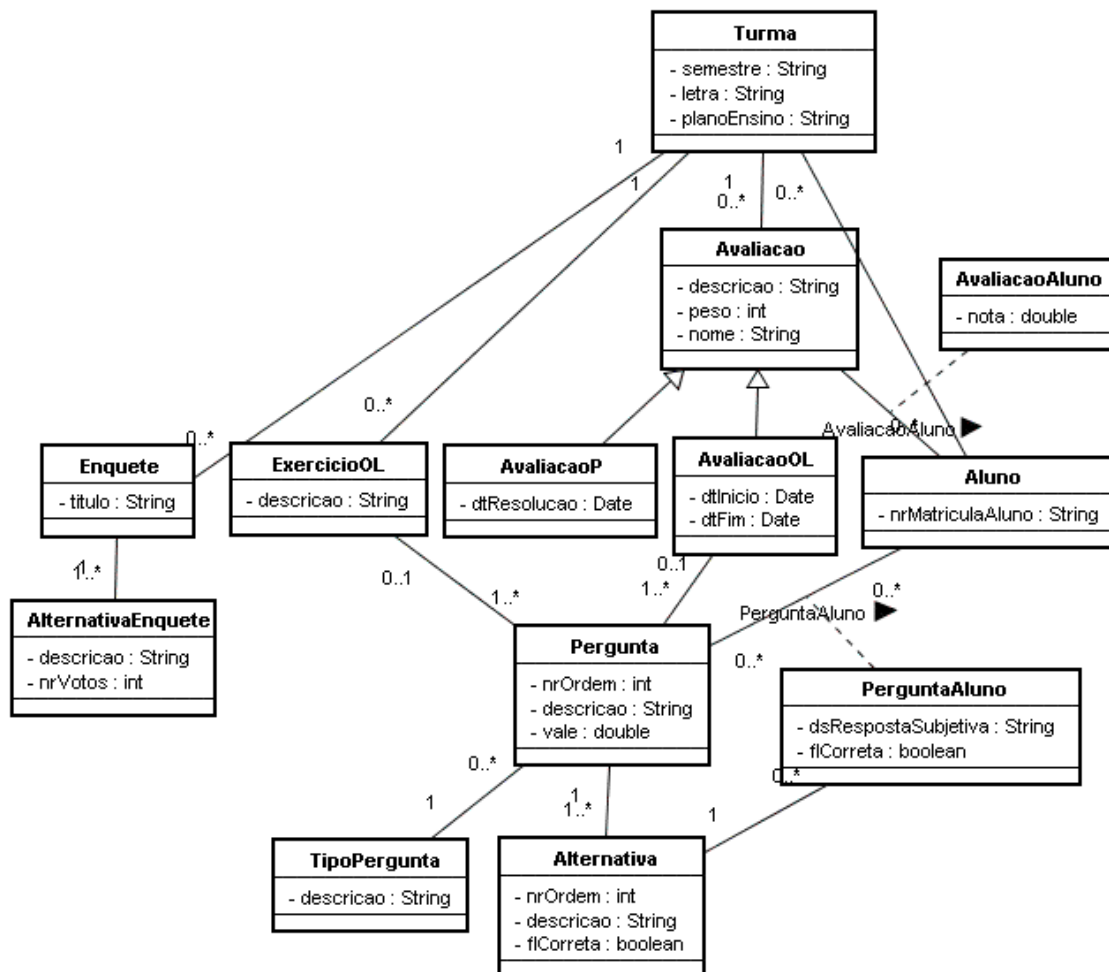 Turma
- semestre : String
- letra : String
- planoEnsino : String
1
1
1
0..*
0..*
Avaliacao
- descricao : String
- peso : int
- nome : String
AvaliacaoAluno
- nota : double
0..*
0..*
AvaliacaoAluno ►
0..*
Enquete
- titulo : String
ExercicioOL
- descricao : String
AvaliacaoP
- dtResolucao : Date
AvaliacaoOL
- dtInicio : Date
- dtFim : Date
Aluno
- nrMatriculaAluno : String
1
1..*
0..1
1..*
0..1
1..*
0..*
PerguntaAluno ►
0..*
AlternativaEnquete
- descricao : String
- nrVotos : int
Pergunta
- nrOrdem : int
- descricao : String
- vale : double
PerguntaAluno
- dsRespostaSubjetiva : String
- flCorreta : boolean
0..*
1
1
1..*
0..*
1
TipoPergunta
- descricao : String
Alternativa
- nrOrdem : int
- descricao : String
- flCorreta : boolean